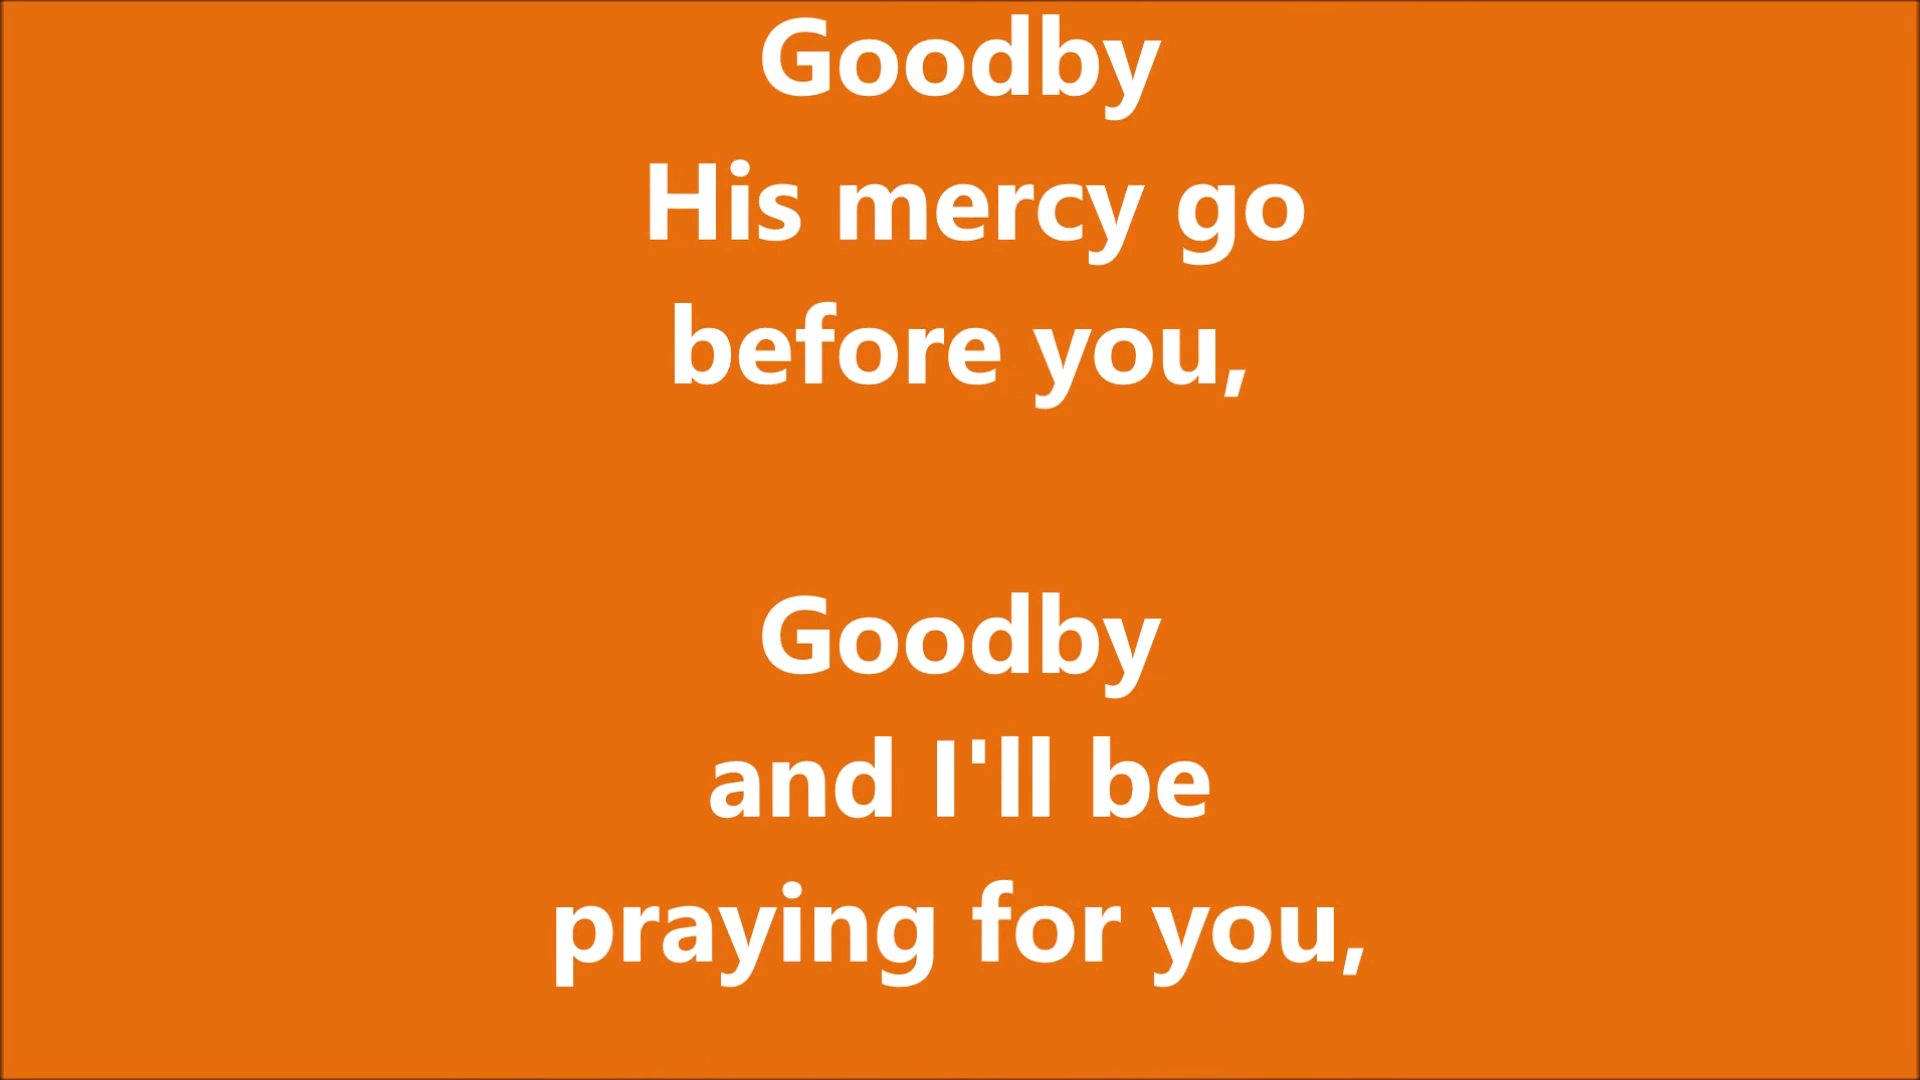 Goodby
His mercy go
before you,
Goodby
and I'll be
praying for you,